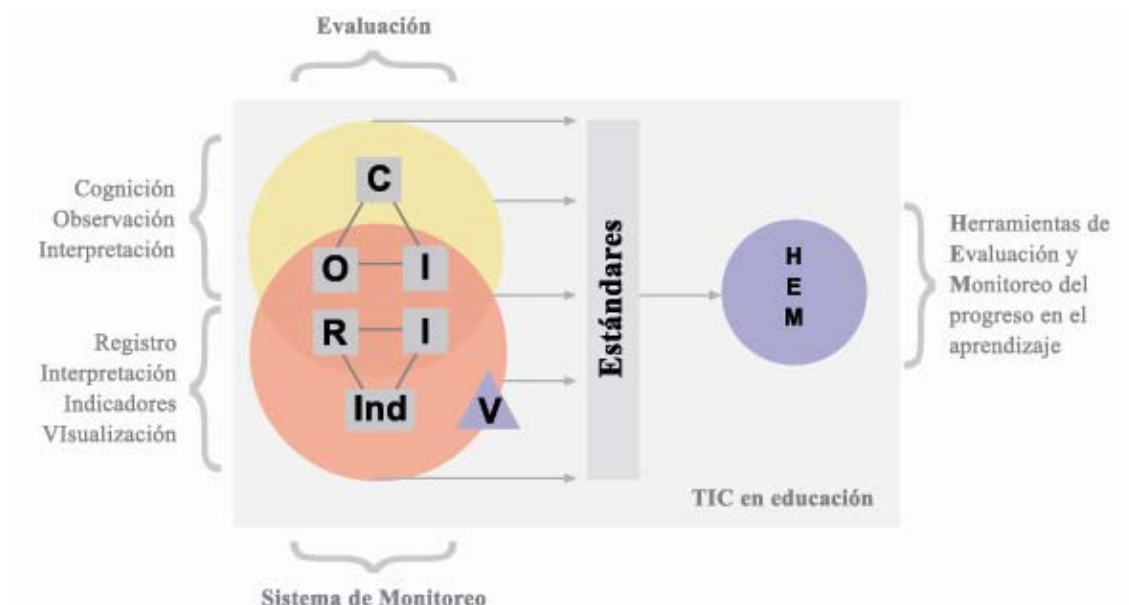 Evaluación
Cognición
Observación
Interpretación
Registro
Interpretación
Indicadores
VIsualización
C
O
I
R
I
Ind
V
Estándares
H
E
M
Herramientas de
Evaluación y
Monitoreo del
progreso en el
aprendizaje
TIC en educación
Sistema de Monitoreo